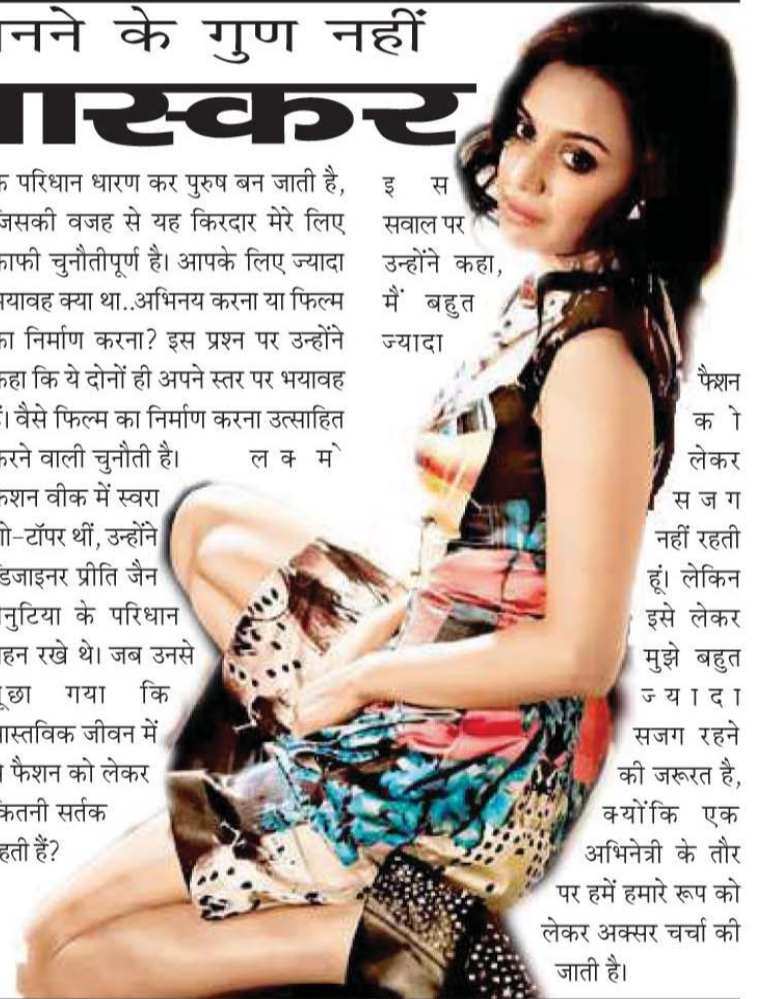 नने के गुण नहीं
ास्कर
परिधान धारण कर पुरुष बन जाती है,
जिसकी वजह से यह किरदार मेरे लिए
काफी चुनौतीपूर्ण है। आपके लिए ज्यादा
भयावह क्या था..अभिनय करना या फिल्म
का निर्माण करना? इस प्रश्न पर उन्होंने
कहा कि ये दोनों ही अपने स्तर पर भयावह
हैं। वैसे फिल्म का निर्माण करना उत्साहित
करने वाली चुनौती है। ल क मे
फैशन वीक में स्वरा
शो-टॉपर थीं, उन्होंने
डिजाइनर प्रीति जैन
नुटिया के परिधान
पहन रखे थे। जब उनसे
पूछा गया कि
वास्तविक जीवन में
फैशन को लेकर
कितनी सर्तक
रहती हैं?
इ स
सवाल पर
उन्होंने कहा,
मैं बहुत
ज्यादा
फैशन
क ो
लेकर
स ज ग
नहीं रहती
हूं। लेकिन
इसे लेकर
मुझे बहुत
ज्यादा
सजग रहने
की जरूरत है,
क्योंकि एक
अभिनेत्री के तौर
पर हमें हमारे रूप को
लेकर अक्सर चर्चा की
जाती है।